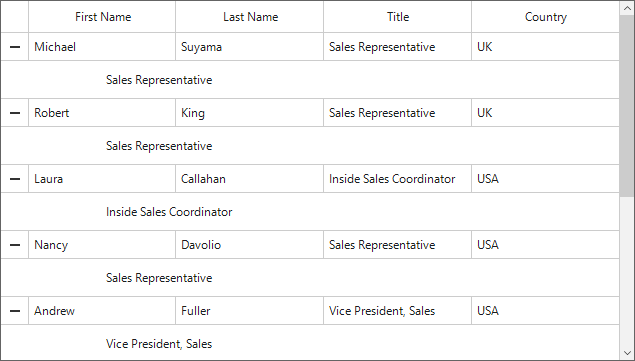 First Name Last Name Title Country
Michael Suyama Sales Representative UK
Sales Representative
Robert King Sales Representative UK
Sales Representative
Laura Callahan Inside Sales Coordinator USA
Inside Sales Coordinator
Nancy Davolio Sales Representative USA
Sales Representative
Andrew Fuller Vice President, Sales USA
Vice President, Sales